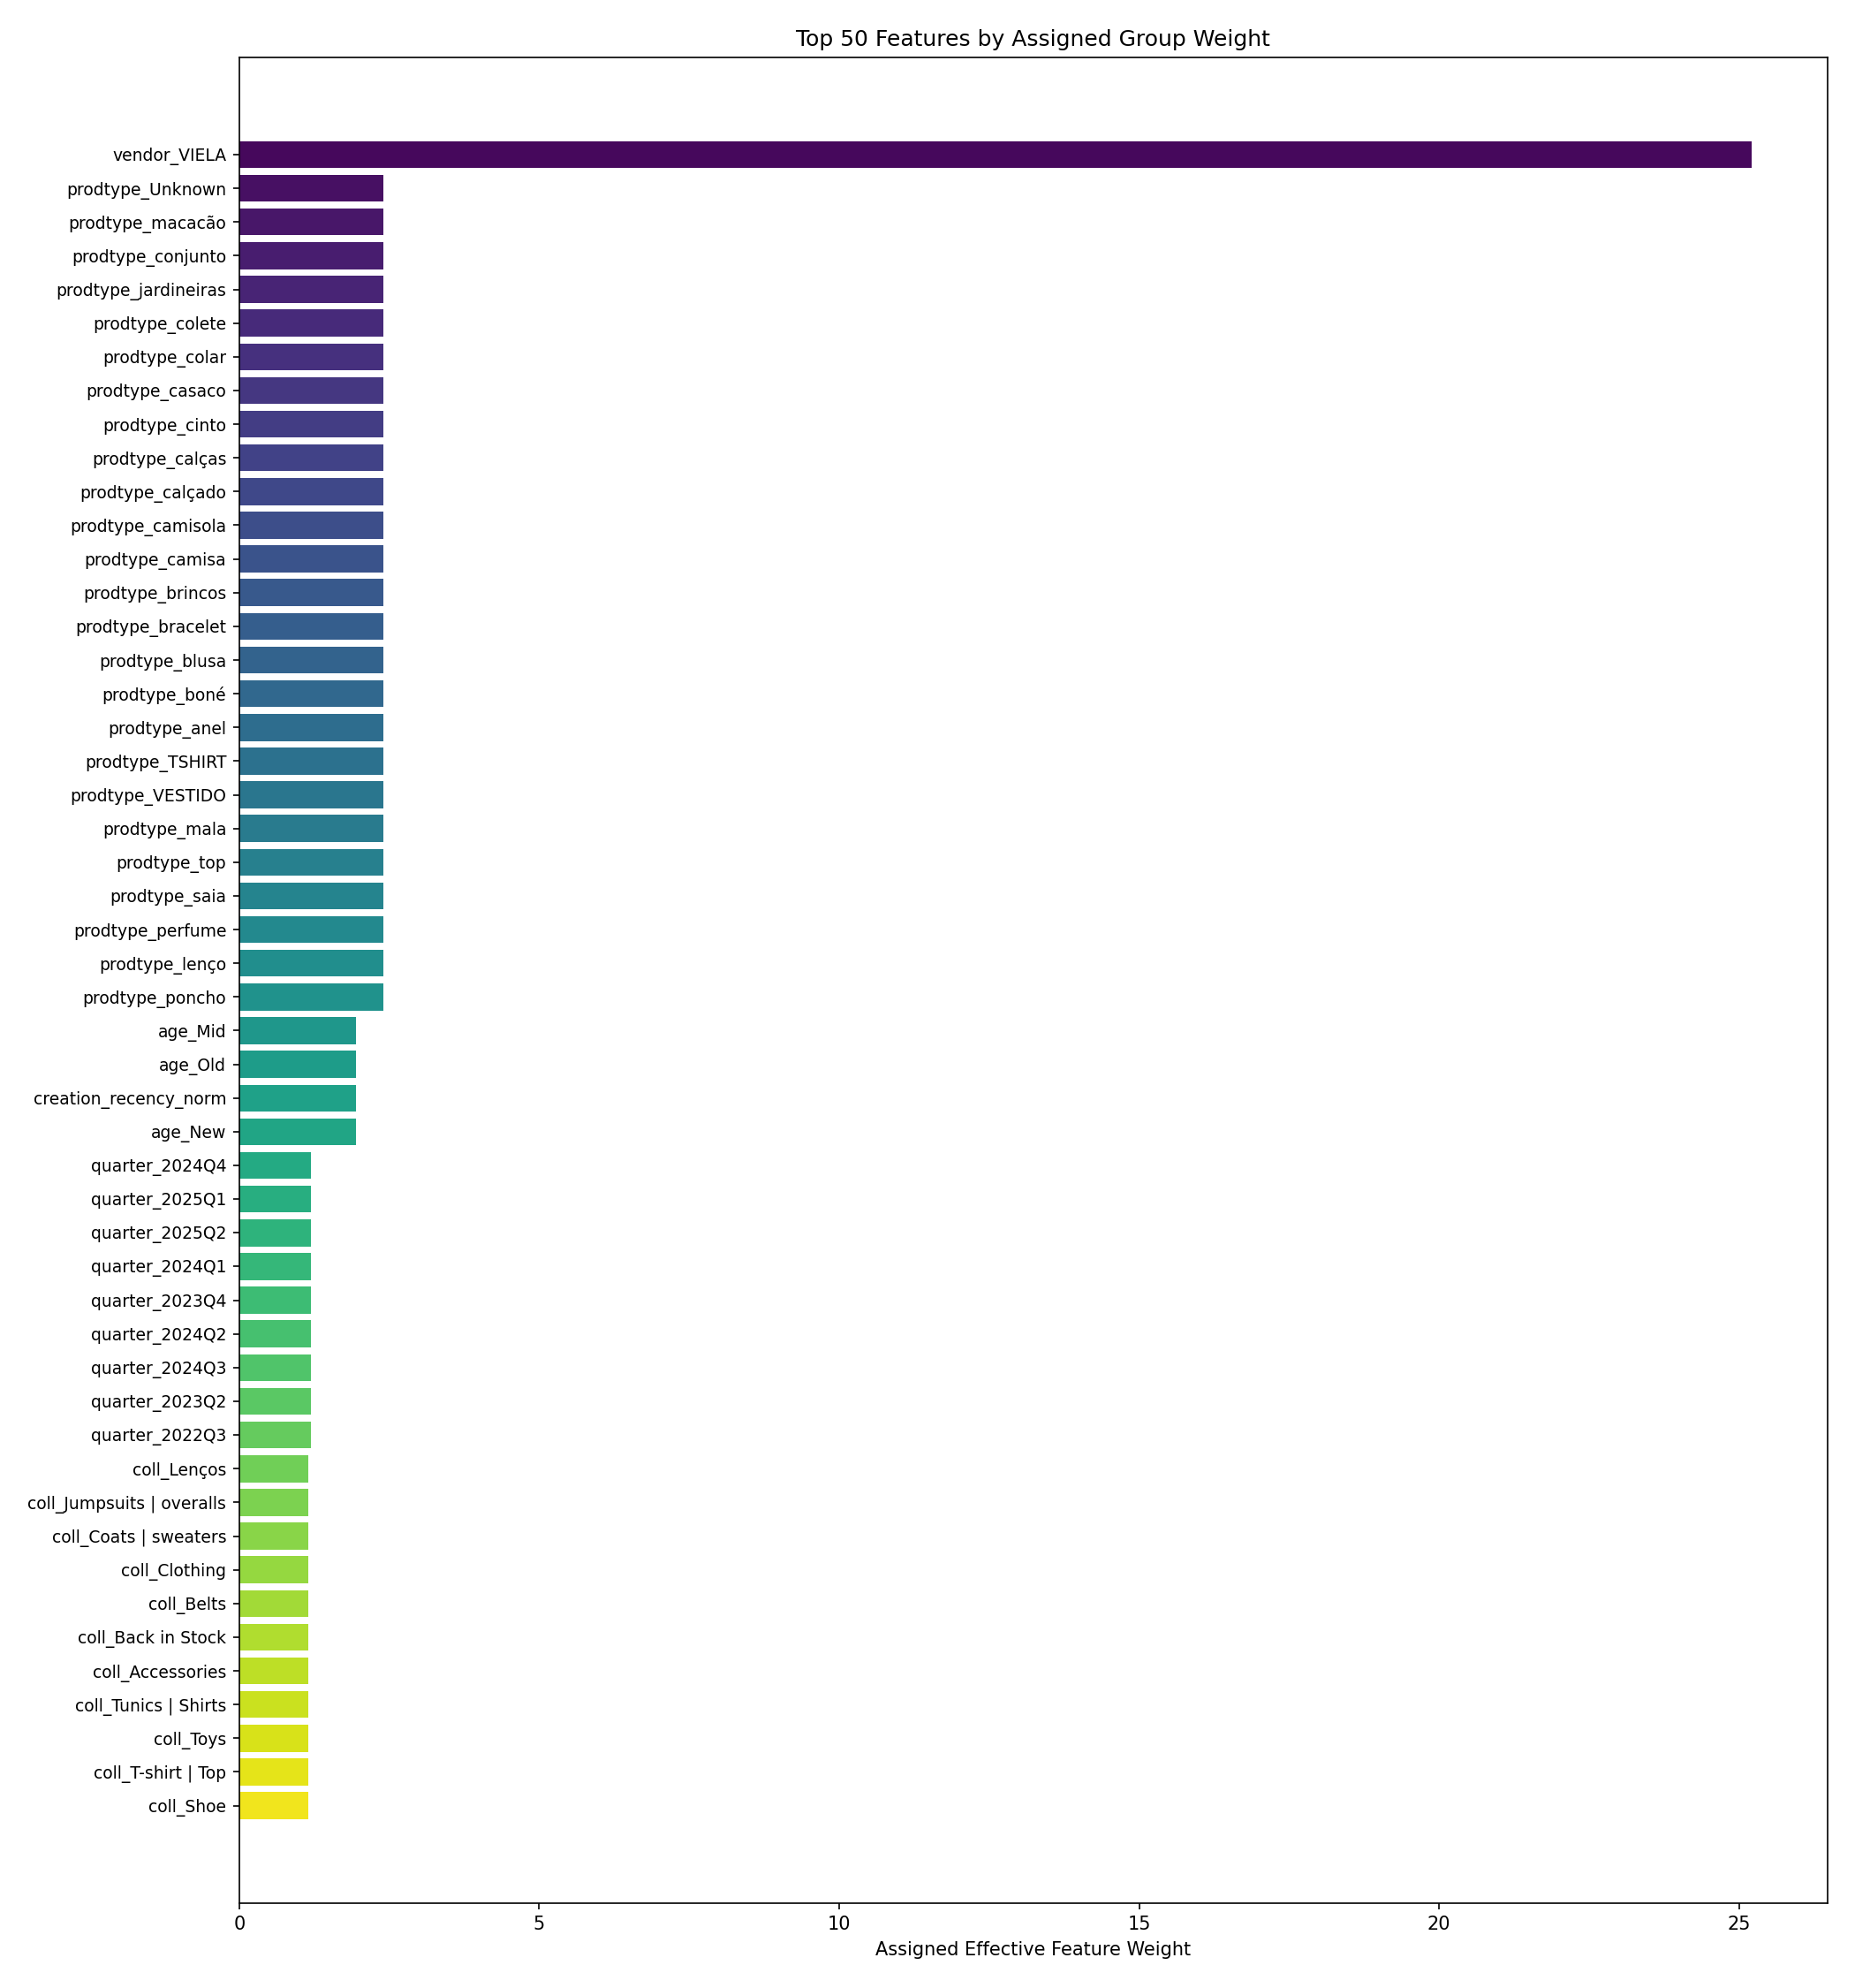 Top 50 Features by Assigned Group Weight
vendor_VIELA
prodtype_Unknown
prodtype_macacão
prodtype_conjunto
prodtype_jardineiras
prodtype_colete
prodtype_colar
prodtype_casaco
prodtype_cinto
prodtype_calças
prodtype_calçado
prodtype_camisola
prodtype_camisa
prodtype_brincos
prodtype_bracelet
prodtype_blusa
prodtype_boné
prodtype_anel
prodtype_TSHIRT
prodtype_VESTIDO
prodtype_mala
prodtype_top
prodtype_saia
prodtype_perfume
prodtype_lenço
prodtype_poncho
age_Mid
age_Old
creation_recency_norm
age_New
quarter_2024Q4
quarter_2025Q1
quarter_2025Q2
quarter_2024Q1
quarter_2023Q4
quarter_2024Q2
quarter_2024Q3
quarter_2023Q2
quarter_2022Q3
coll_Lenços
coll_Jumpsuits | overalls
coll_Coats | sweaters
coll_Clothing
coll_Belts
coll_Back in Stock
coll_Accessories
coll_Tunics | Shirts
coll_Toys
coll_T-shirt | Top
coll_Shoe
0 5 10 15 20 25
Assigned Effective Feature Weight